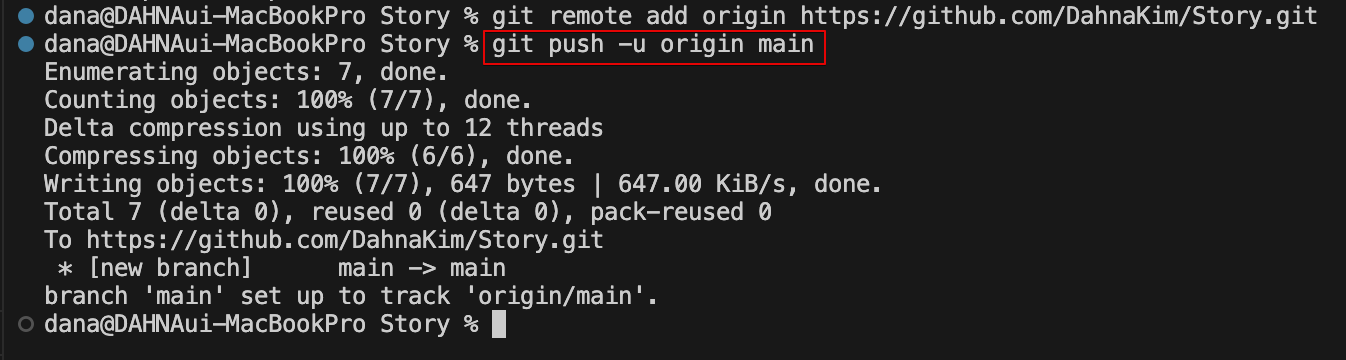 dana@DAHNAui-MacBookPro Story % git remote add origin https://github.com/DahnaKim/Story.git
dana@DAHNAui-MacBookPro Story % git push -u origin main
Enumerating objects: 7, done.
Counting objects: 100% (7/7), done.
Delta compression using up to 12 threads
Compressing objects: 100% (6/6), done.
Writing objects: 100% (7/7), 647 bytes | 647.00 KiB/s, done.
Total 7 (delta 0), reused 0 (delta 0), pack-reused 0
To https://github.com/DahnaKim/Story.git
 * [new branch]      main -> main
branch 'main' set up to track 'origin/main'.
dana@DAHNAui-MacBookPro Story %